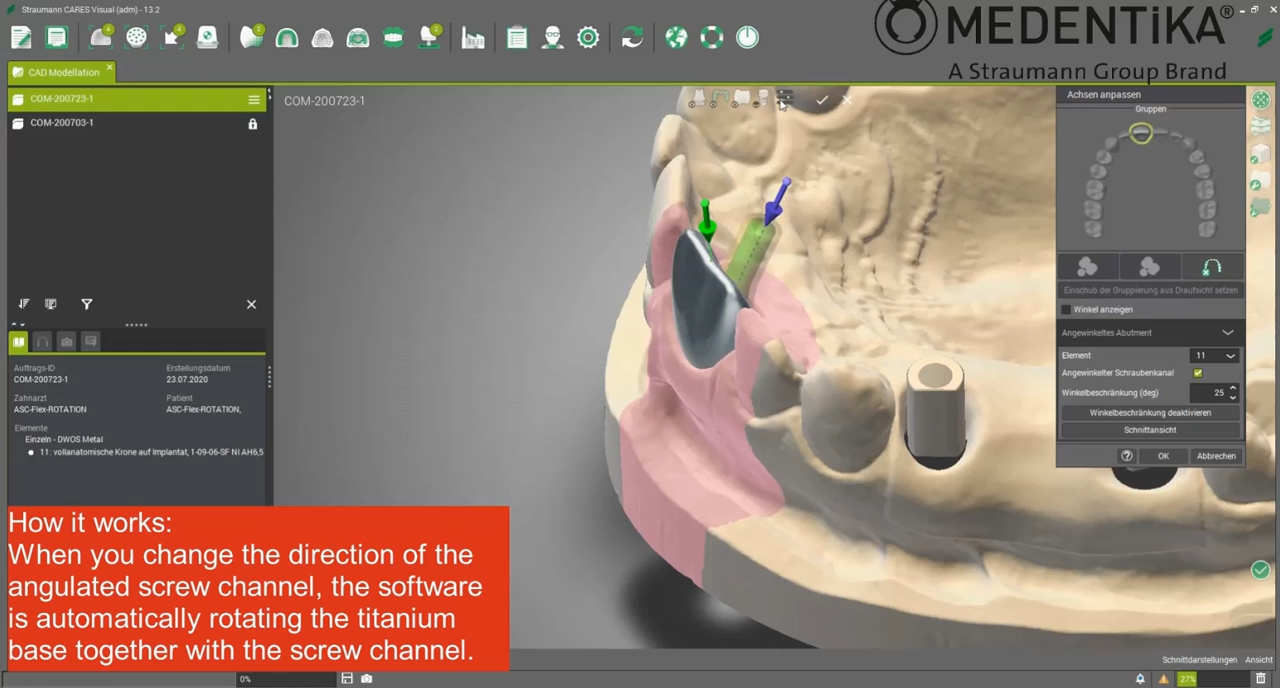 Straumann CARES Visual (adm) - 13.2
MEDENTiKA®
A Straumann Group Brand
CAD Modellation
COM-200723-1
COM-200703-1
COM-200723-1
Auftrags-ID
Erstellungsdatum
COM-200723-1
23.07.2020
Zahnarzt
Patient
ASC-Flex-ROTATION
ASC-Flex-ROTATION,
Elemente
Einzeln - DWOS Metal
11: vollanatomische Krone auf Implantat, 1-09-06-SF NI AH6,5
Achsen anpassen
Gruppen
Einschub der Gruppierung aus Draufsicht setzen
Winkel anzeigen
Angewinkeltes Abutment
Element
11
Angewinkelter Schraubenkanal
Winkelbeschränkung (deg)
25
Winkelbeschränkung deaktivieren
Schnittansicht
OK
Abbrechen
How it works:
When you change the direction of the
angulated screw channel, the software
is automatically rotating the titanium
base together with the screw channel.
Schnittdarstellungen
Ansicht
0%
27%